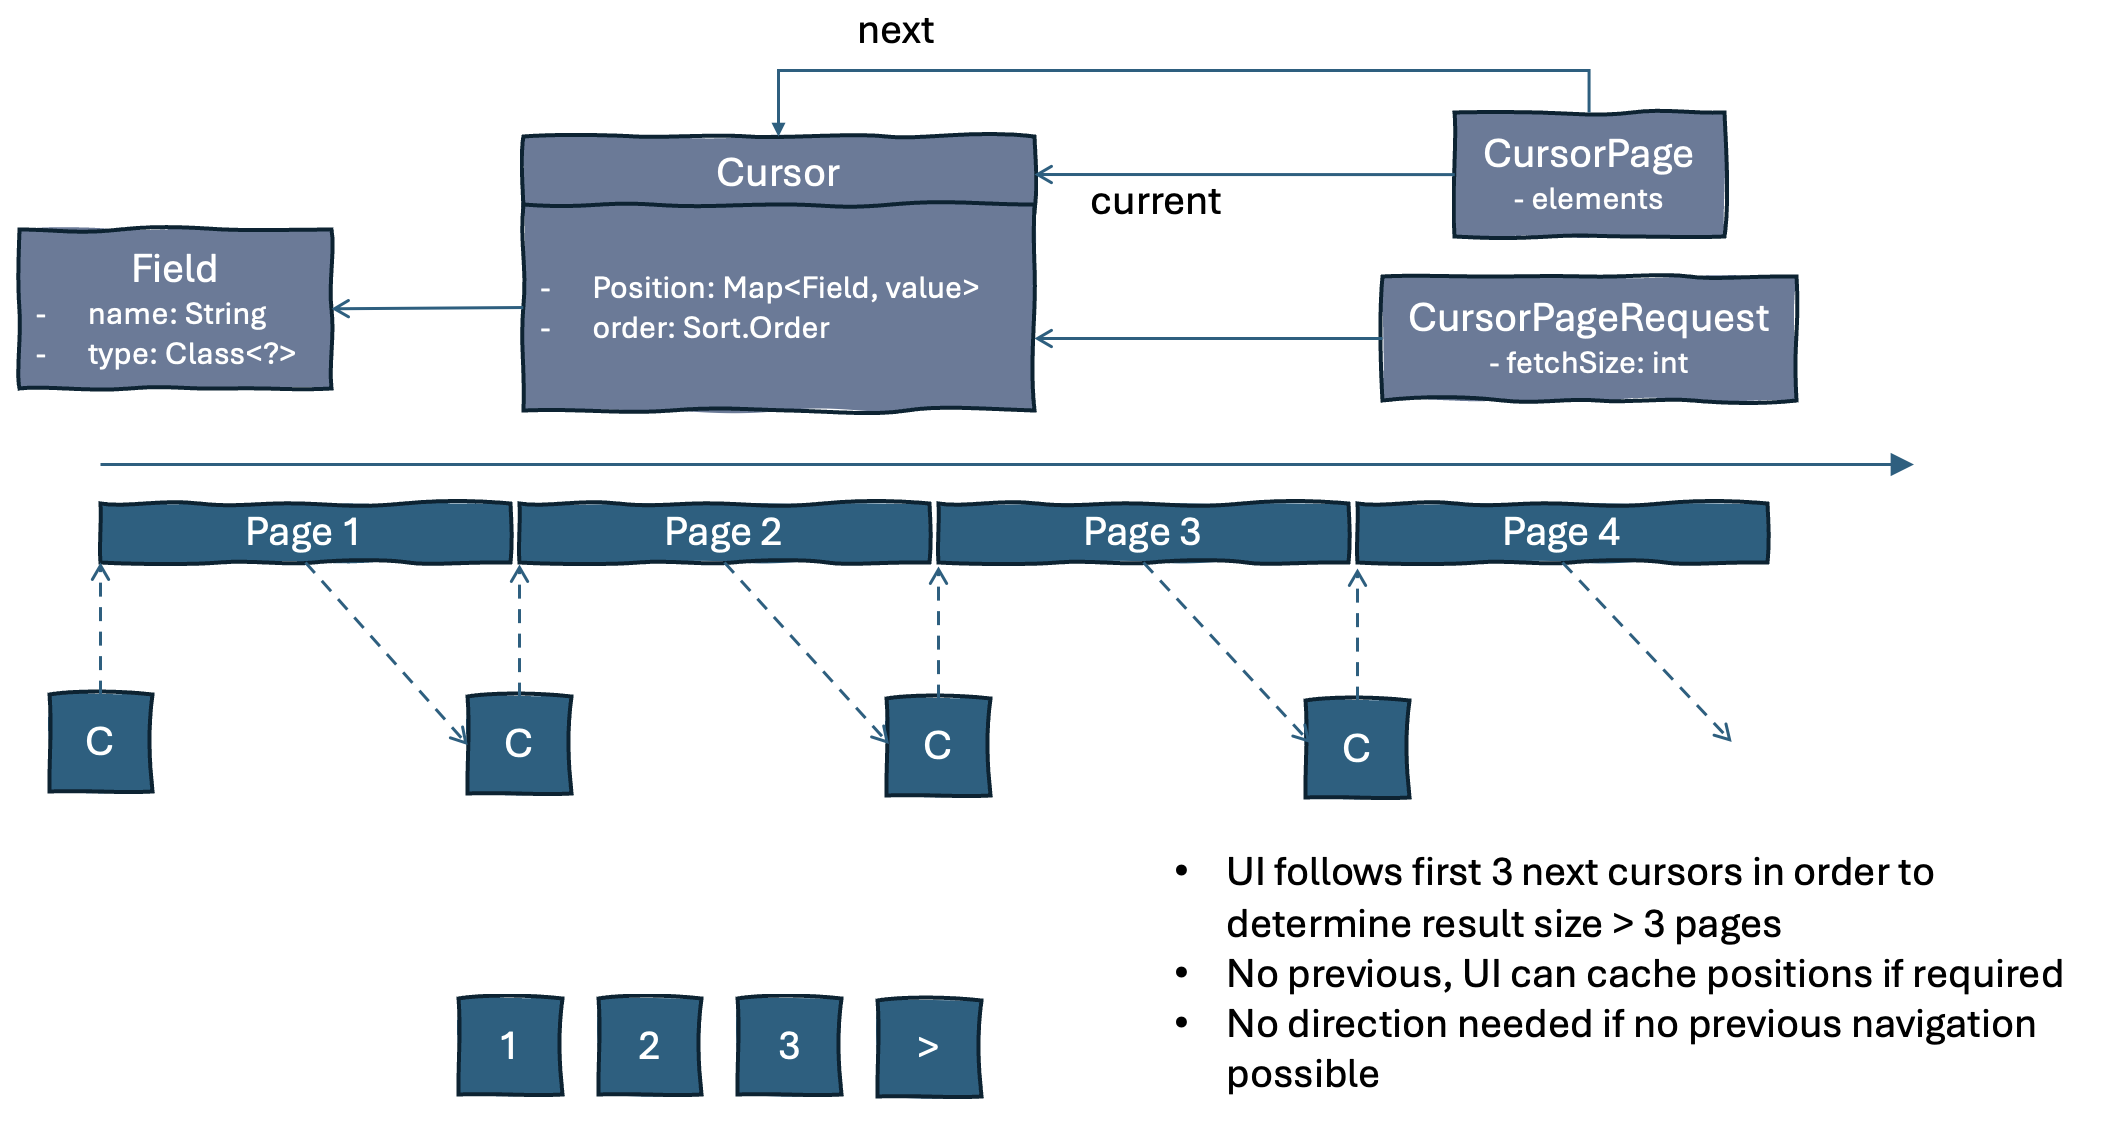 next
Cursor
CursorPage
- elements
current
Field
- name: String
- type: Class<?>
- Position: Map<Field, value>
- order: Sort.Order
CursorPageRequest
- fetchSize: int
Page 1
Page 2
Page 3
Page 4
C
C
C
C
• UI follows first 3 next cursors in order to
determine result size > 3 pages
• No previous, UI can cache positions if required
• No direction needed if no previous navigation
possible
1
2
3
>